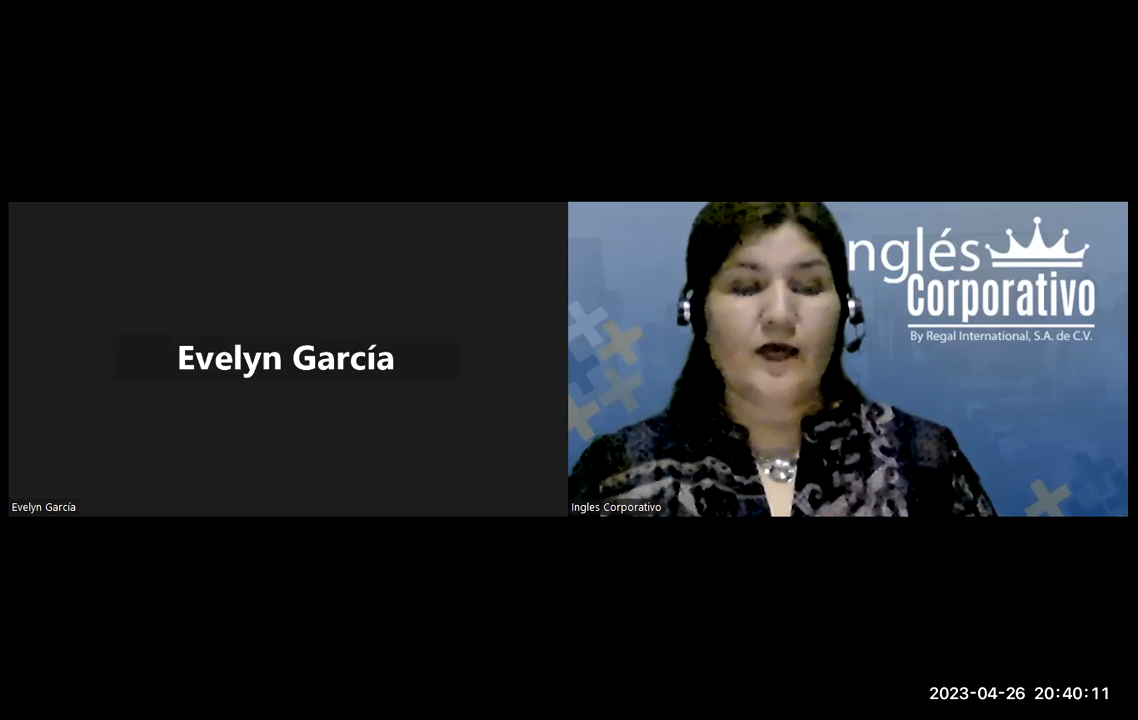 Evelyn García
Evelyn García
nglés
Corporativo
By Regal International, S.A. de C.V.
Ingles Corporativo
2023-04-26 20:40:11